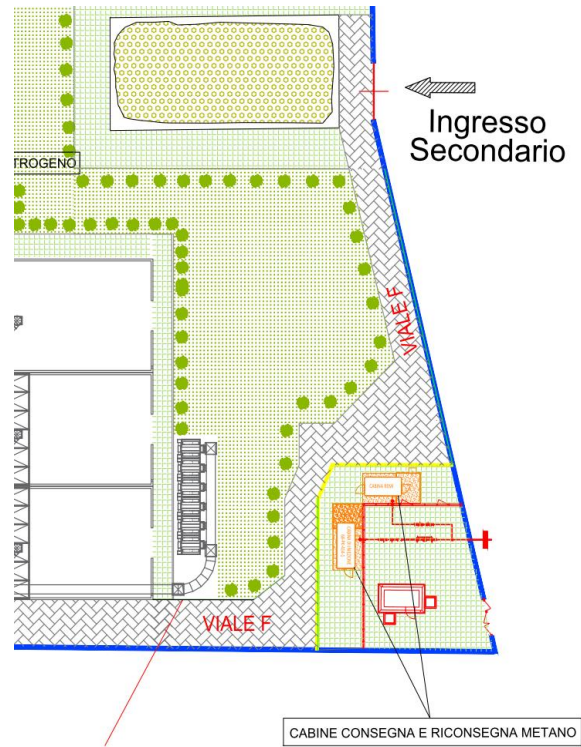 Ingresso
Secondario
TROGENO
VIALE F
VIALE F
CABINE CONSEGNA E RICONSEGNA METANO